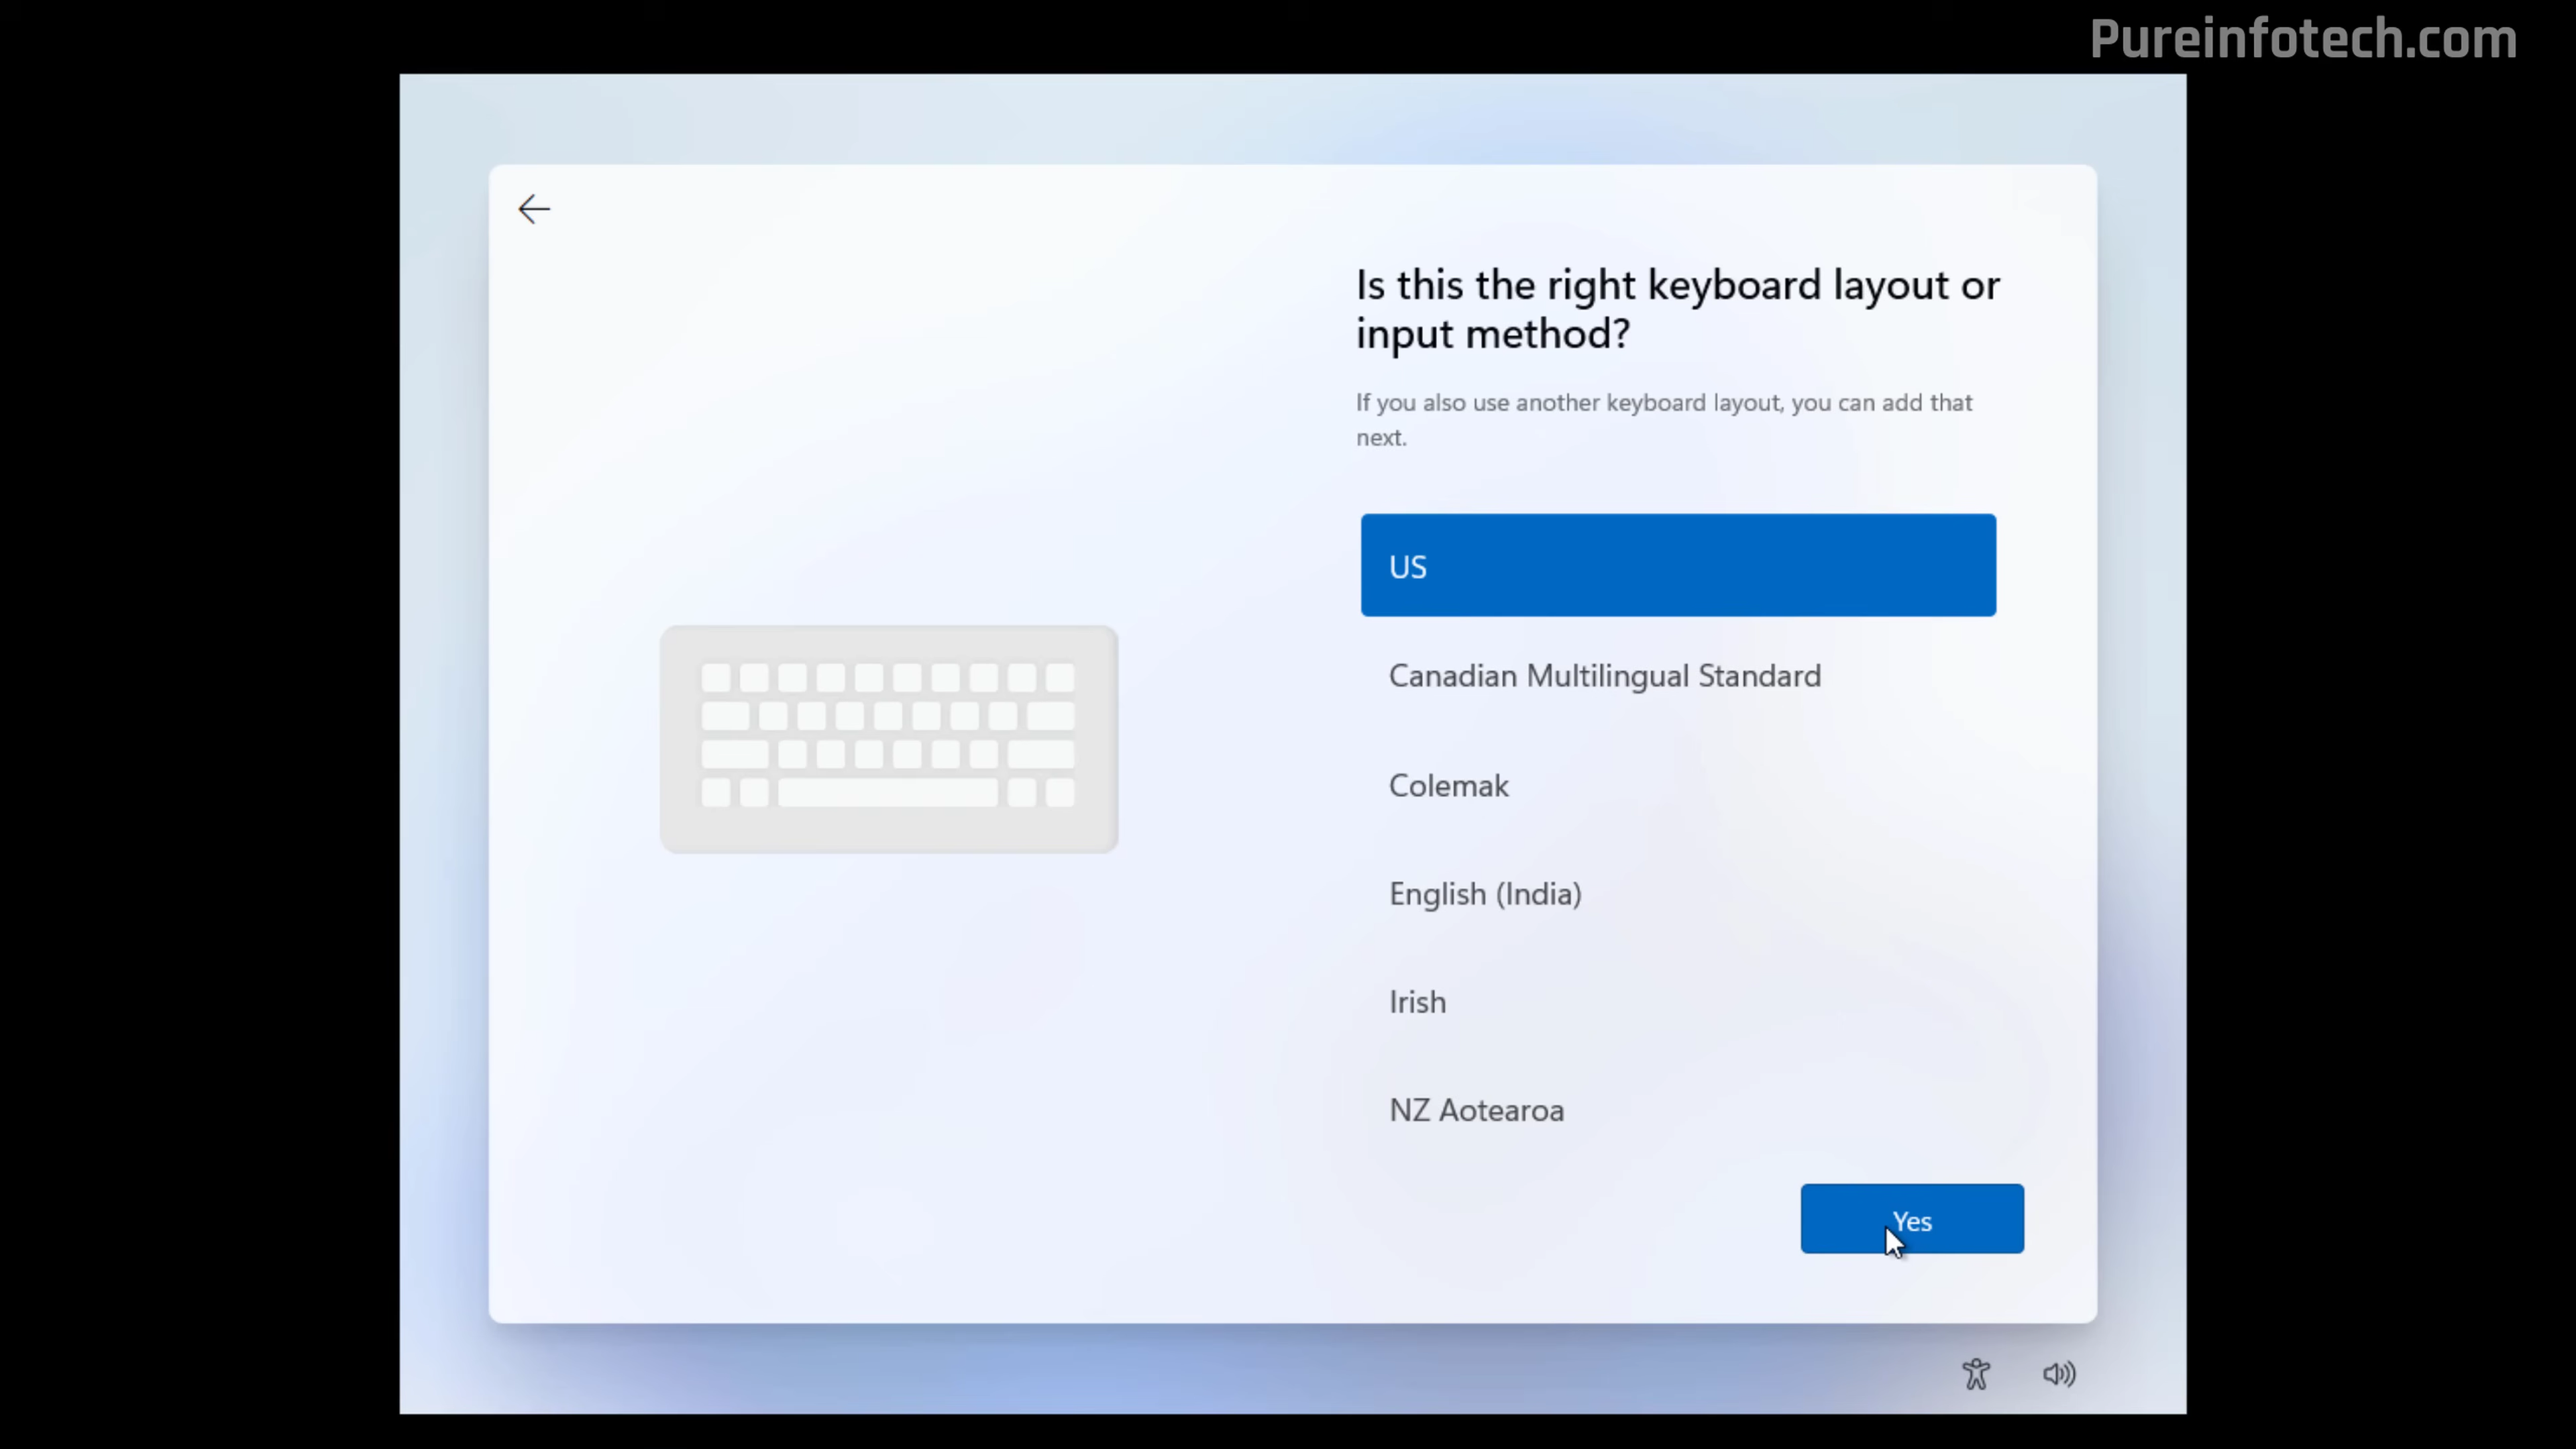 Pureinfotech.com
Is this the right keyboard layout or
input method?
If you also use another keyboard layout, you can add that
next.
US
Canadian Multilingual Standard
Colemak
English (India)
Irish
NZ Aotearoa
Yes